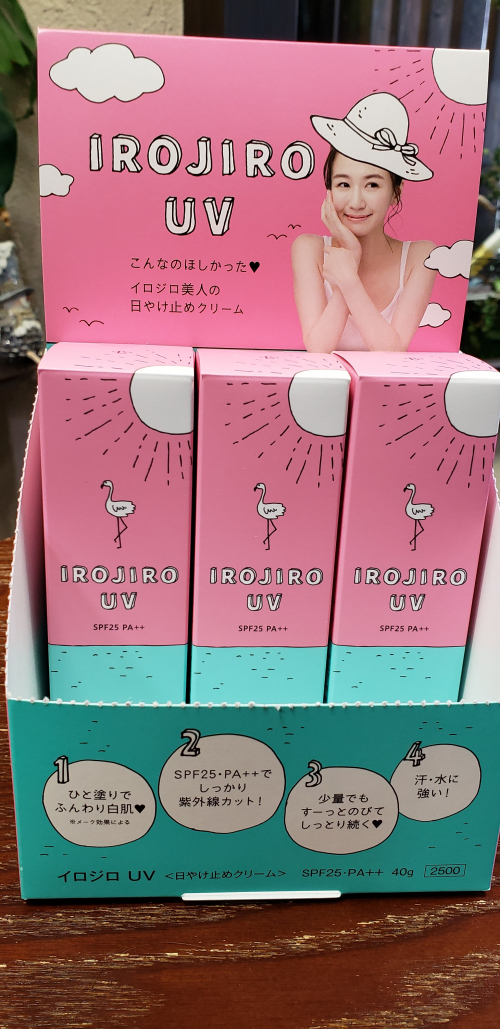 IROJIRO
UV
こんなのほしかった♥
イロジロ美人の
日やけ止めクリーム
IROJIRO
UV
SPF25 PA++
IROJIRO
UV
SPF25 PA++
IROJIRO
UV
SPF25 PA++
1
ひと塗りで
ふんわり白肌♥
※メーク効果による
2
SPF25・PA++で
しっかり
紫外線カット!
3
少量でも
すーっとのびて
しっとり続く♥
4
汗・水に
強い!
イロジロ UV <日やけ止めクリーム> SPF25・PA++ 40g 2500